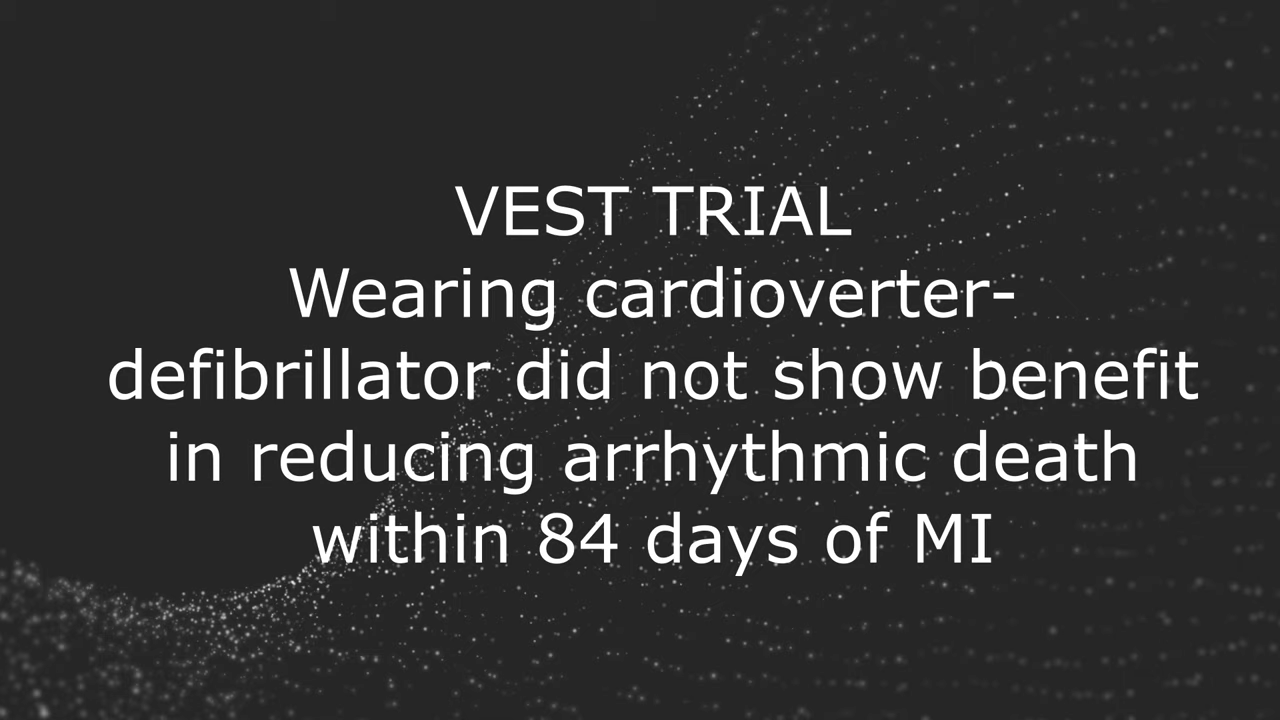 VEST TRIAL
Wearing cardioverter-
defibrillator did not show benefit
in reducing arrhythmic death
within 84 days of MI